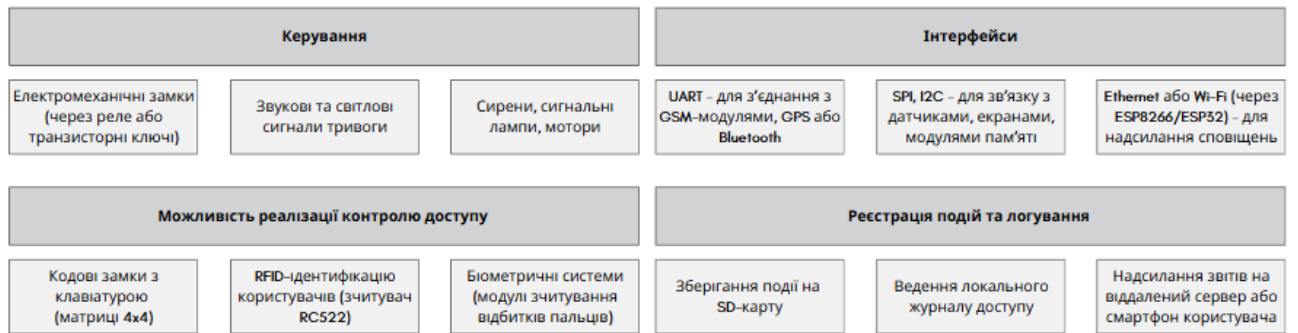 Керування
Електромеханічні замки
(через реле або
транзисторні ключі)
Звукові та світлові
сигнали тривоги
Сирени, сигнальні
лампи, мотори
Інтерфейси
UART – для з’єднання з
GSM-модулями, GPS або
Bluetooth
SPI, I2C – для зв’язку з
датчиками, екранами,
модулями пам’яті
Ethernet або Wi-Fi (через
ESP8266/ESP32) – для
надсилання сповіщень
Можливість реалізації контролю доступу
Кодові замки з
клавіатурою
(матриці 4x4)
RFID-ідентифікацію
користувачів (зчитувач
RC522)
Біометричні системи
(модулі зчитування
відбитків пальців)
Реєстрація подій та логування
Зберігання події на
SD-карту
Ведення локального
журналу доступу
Надсилання звітів на
віддалений сервер або
смартфон користувача